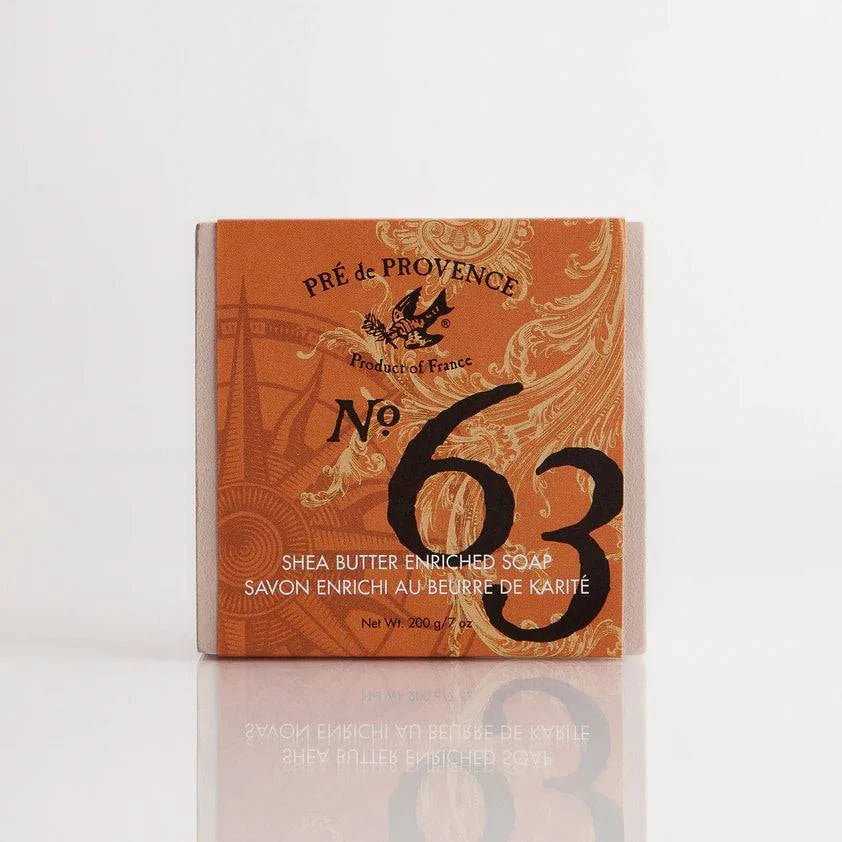 PRÉ de PROVENCE
®
Product of France
No 63
SHEA BUTTER ENRICHED SOAP
SAVON ENRICHI AU BEURRE DE KARITÉ
Net Wt. 200 g/7 oz